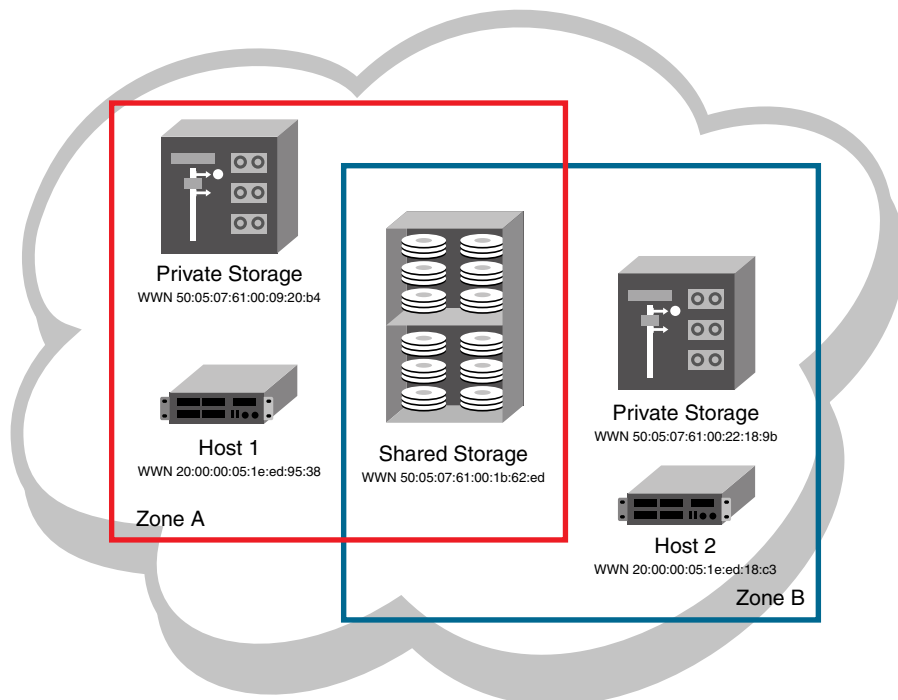 Private Storage
WWN 50:05:07:61:00:09:20:b4
Host 1
WWN 20:00:00:05:1e:ed:95:38
Zone A
Shared Storage
WWN 50:05:07:61:00:1b:62:ed
Private Storage
WWN 50:05:07:61:00:22:18:9b
Host 2
WWN 20:00:00:05:1e:ed:18:c3
Zone B